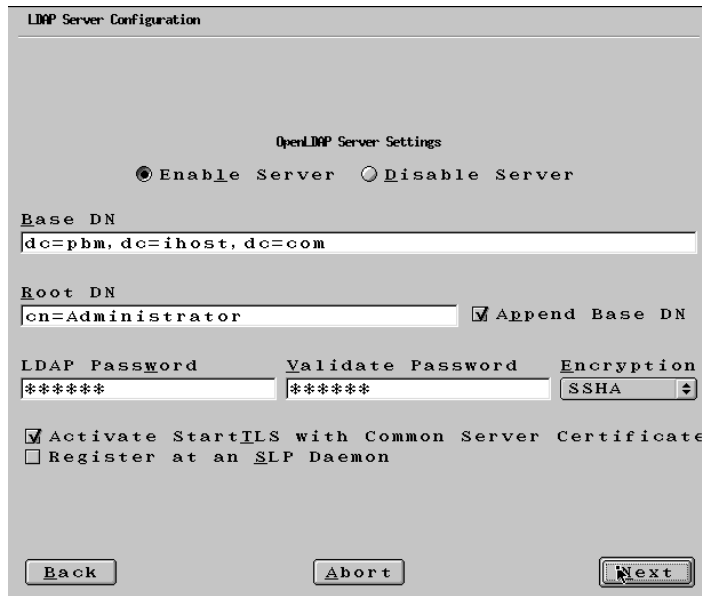 LDAP Server Configuration
OpenLDAP Server Settings
Enable Server Disable Server
Base DN
dc=pbm,dc=ihost,dc=com
Root DN
cn=Administrator Append Base DN
LDAP Password Validate Password Encryption
****** ****** SSHA
Activate StartTLS with Common Server Certificate
Register at an SLP Daemon
Back Abort Next